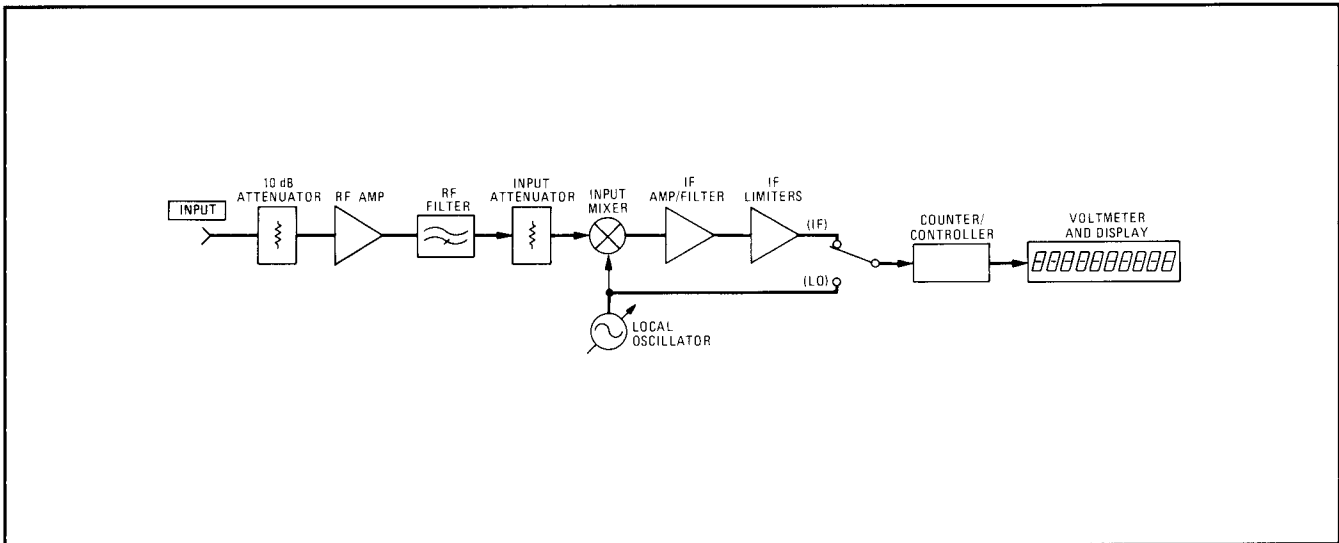 INPUT
10 dB
ATTENUATOR
RF AMP
RF
FILTER
INPUT
ATTENUATOR
INPUT
MIXER
IF
AMP/FILTER
IF
LIMITERS
(IF)
(LO)
LOCAL
OSCILLATOR
COUNTER/
CONTROLLER
VOLTMETER
AND DISPLAY